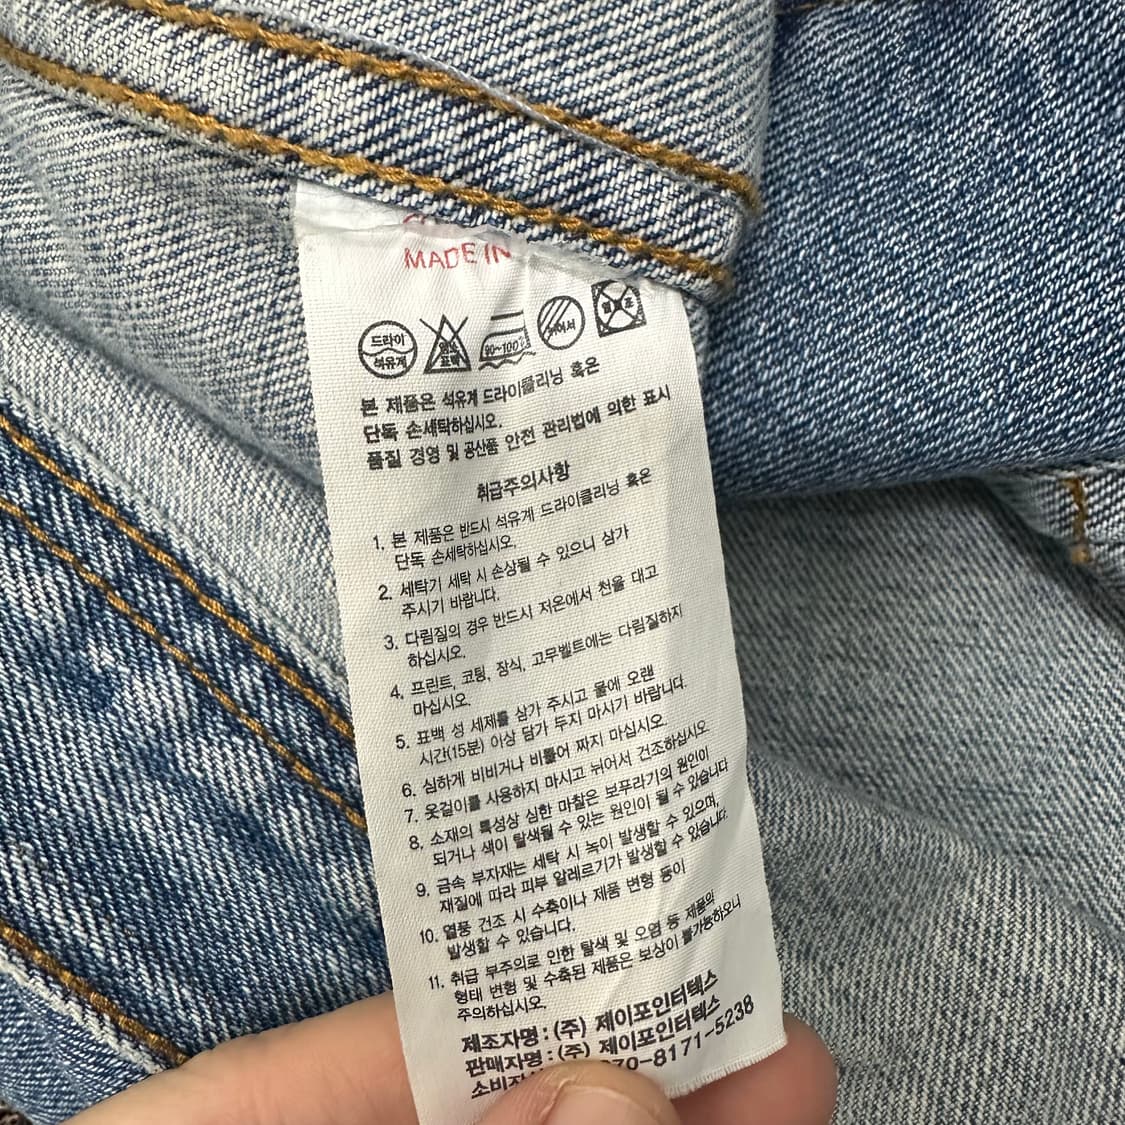 MADE IN
드라이
석유계
염소
표백
80~100℃
뉘어서
본 제품은 석유계 드라이클리닝 혹은
단독 손세탁하십시오.
품질 경영 및 공산품 안전 관리법에 의한 표시
취급주의사항
1. 본 제품은 반드시 석유계 드라이클리닝 혹은
단독 손세탁하십시오.
2. 세탁기 세탁 시 손상될 수 있으니 삼가
주시기 바랍니다.
3. 다림질의 경우 반드시 저온에서 천을 대고
하십시오.
4. 프린트, 코팅, 장식, 고무벨트에는 다림질하지
마십시오.
5. 표백 성 세제를 삼가 주시고 물에 오랜
시간(15분) 이상 담가 두지 마시기 바랍니다.
6. 심하게 비비거나 비틀어 짜지 마십시오.
7. 옷걸이를 사용하지 마시고 뉘어서 건조하십시오
8. 소재의 특성상 심한 마찰은 보푸라기의 원인이
되거나 색이 탈색될 수 있는 원인이 될 수 있습니다
9. 금속 부자재는 세탁 시 녹이 발생할 수 있으며,
재질에 따라 피부 알레르기가 발생할 수 있습니다.
10. 열풍 건조 시 수축이나 제품 변형 등이
발생할 수 있습니다.
11. 취급 부주의로 인한 탈색 및 오염 등 제품의
형태 변형 및 수축된 제품은 보상이 불가능하오니
주의하십시오.
제조자명 : (주) 제이포인터텍스
판매자명 : (주) 제이포인터텍스
70-8171-5238